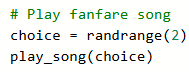 # Play fanfare song
choice = randrange(2)
play_song(choice)